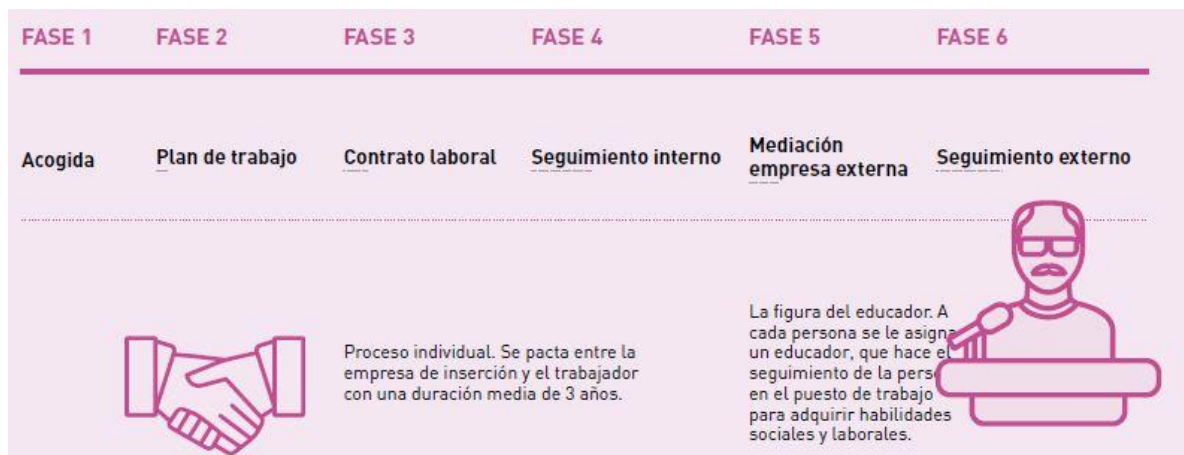 FASE 1
FASE 2
FASE 3
FASE 4
FASE 5
FASE 6
Acogida
Plan de trabajo
Contrato laboral
Seguimiento interno
Mediación
empresa externa
Seguimiento externo
Proceso individual. Se pacta entre la
empresa de inserción y el trabajador
con una duración media de 3 años.
La figura del educador. A
cada persona se le asigna
un educador, que hace el
seguimiento de la
en el puesto de trabajo
para adquirir habilidades
sociales y laborales.